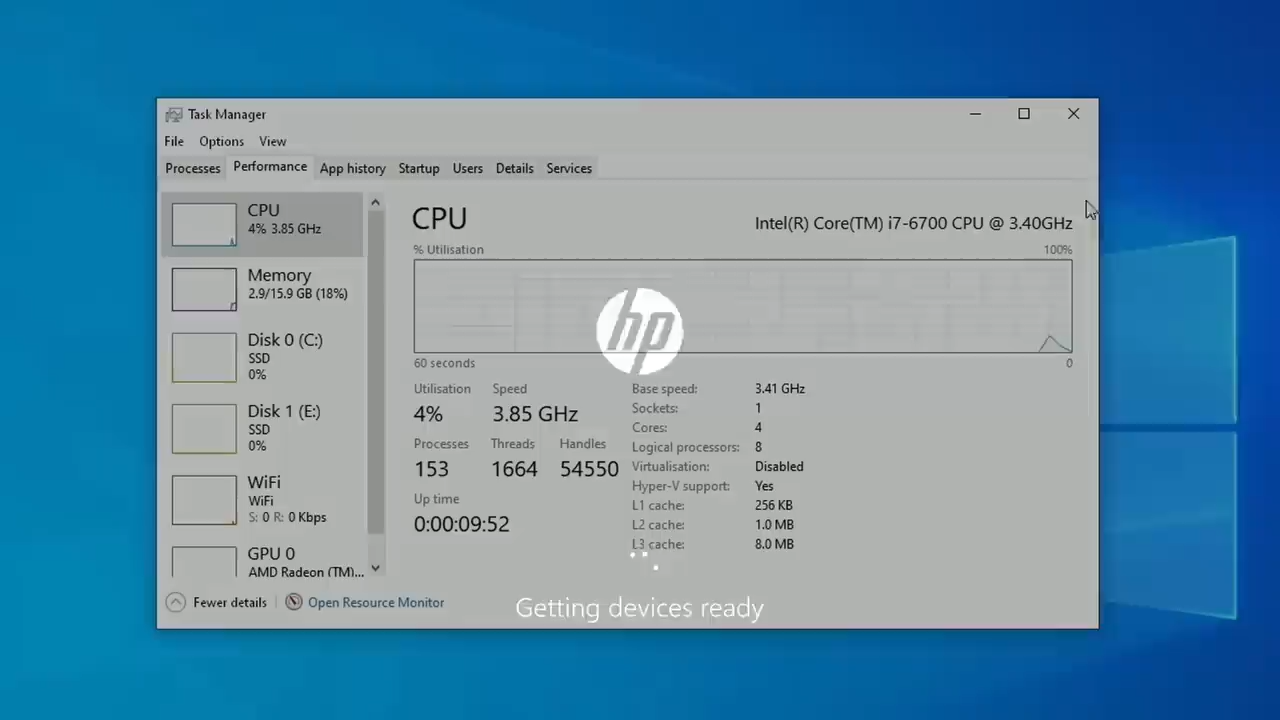 Task Manager
File Options View
Processes Performance App history Startup Users Details Services
CPU
4% 3.85 GHz
Memory
2.9/15.9 GB (18%)
Disk 0 (C:)
SSD
0%
Disk 1 (E:)
SSD
0%
WiFi
WiFi
S: 0 R: 0 Kbps
GPU 0
AMD Radeon (TM)...
CPU
Intel(R) Core(TM) i7-6700 CPU @ 3.40GHz
% Utilisation 100%
hp
60 seconds 0
Utilisation Speed
4% 3.85 GHz
Processes Threads Handles
153 1664 54550
Up time
0:00:09:52
Base speed: 3.41 GHz
Sockets: 1
Cores: 4
Logical processors: 8
Virtualisation: Disabled
Hyper-V support: Yes
L1 cache: 256 KB
L2 cache: 1.0 MB
L3 cache: 8.0 MB
Fewer details Open Resource Monitor
Getting devices ready